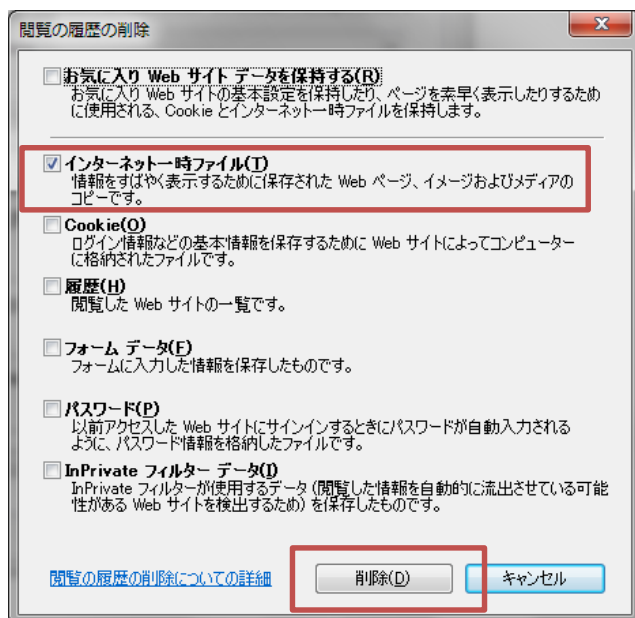 閲覧の履歴の削除
お気に入り Web サイト データを保持する(R)
お気に入り Web サイトの基本設定を保持したり、ページを素早く表示したりするため
に使用される、Cookie とインターネット一時ファイルを保持します。
インターネット一時ファイル(T)
情報をすばやく表示するために保存された Web ページ、イメージおよびメディアの
コピーです。
Cookie(O)
ログイン情報などの基本情報を保存するために Web サイトによってコンピューター
に格納されたファイルです。
履歴(H)
閲覧した Web サイトの一覧です。
フォーム データ(F)
フォームに入力した情報を保存したものです。
パスワード(P)
以前アクセスした Web サイトにサインインするときにパスワードが自動入力される
ように、パスワード情報を格納したファイルです。
InPrivate フィルター データ(I)
InPrivate フィルターが使用するデータ (閲覧した情報を自動的に流出させている可能
性がある Web サイトを検出するため) を保存したものです。
閲覧の履歴の削除についての詳細
削除(D)
キャンセル